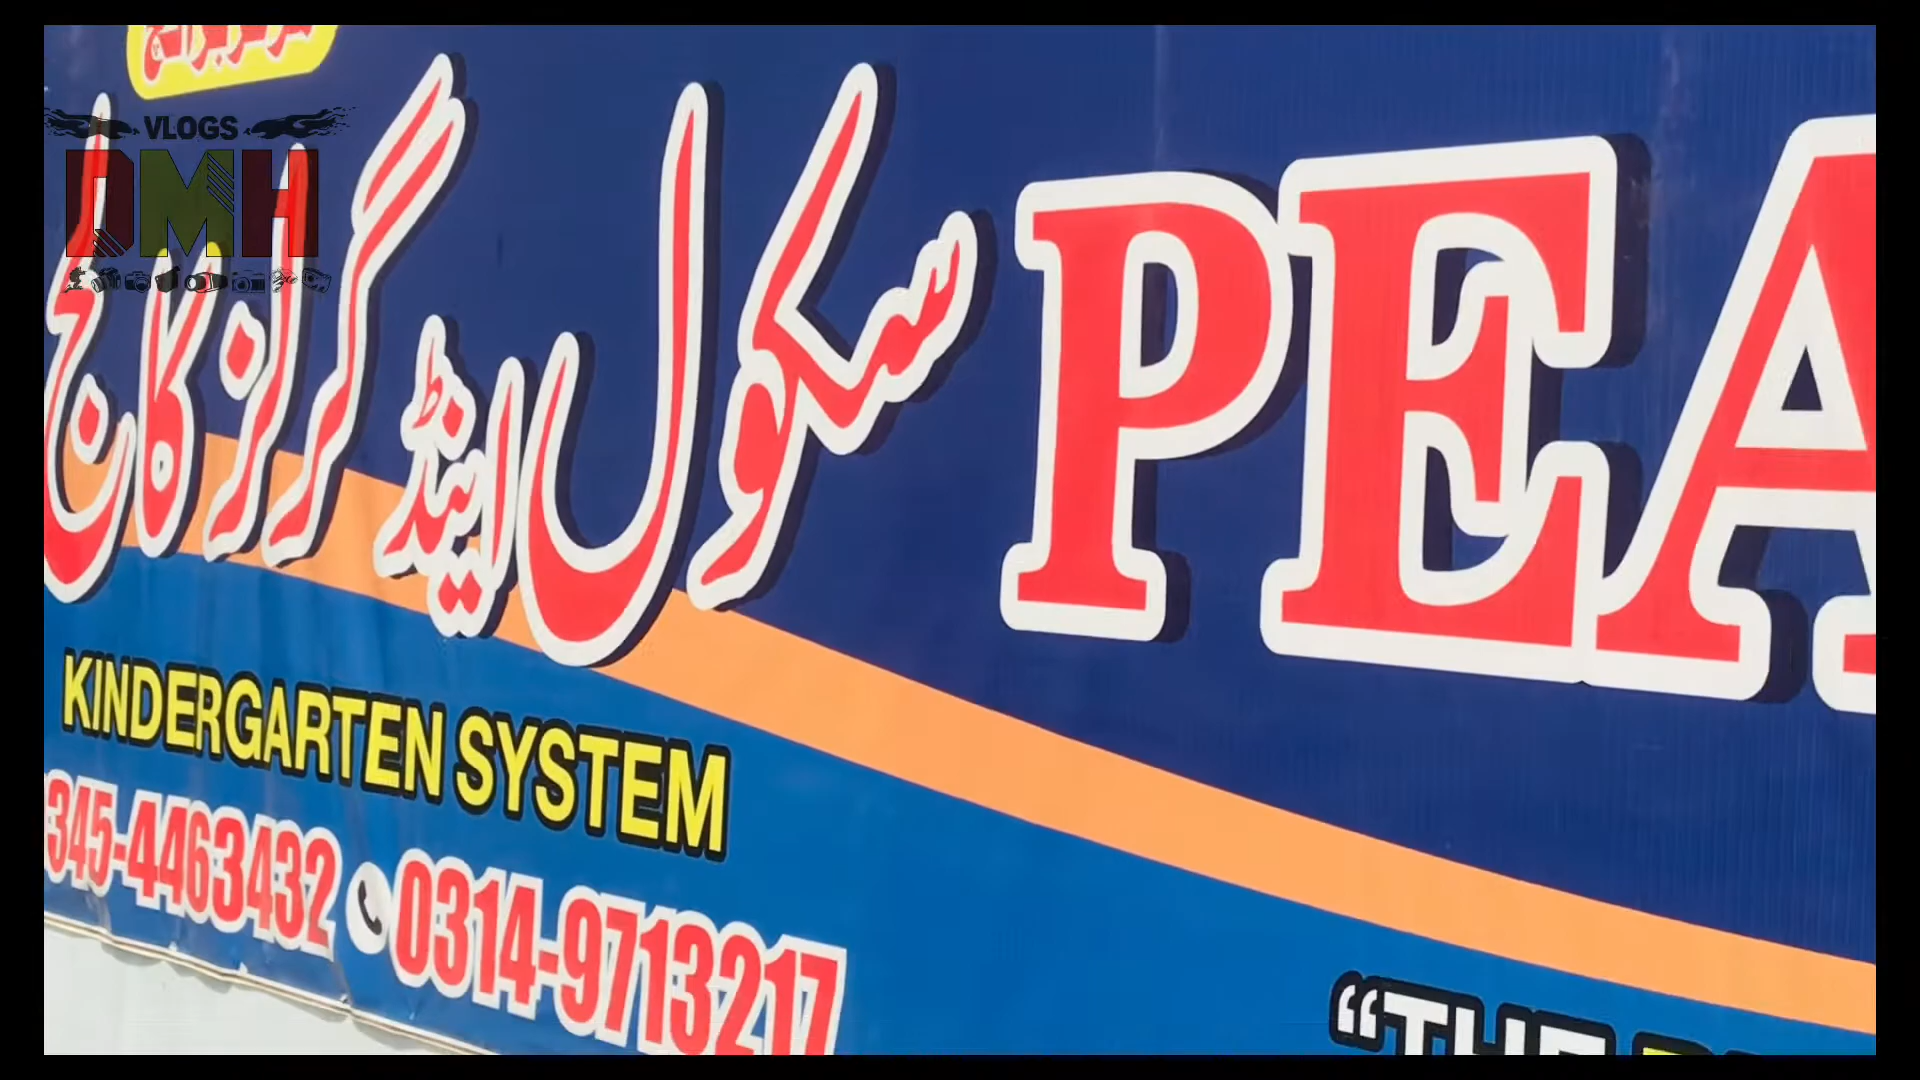 VLOGS
DMH
سکول اینڈ گرلز کالج
PEA
KINDERGARTEN SYSTEM
345-4463432 0314-9713217
“THE